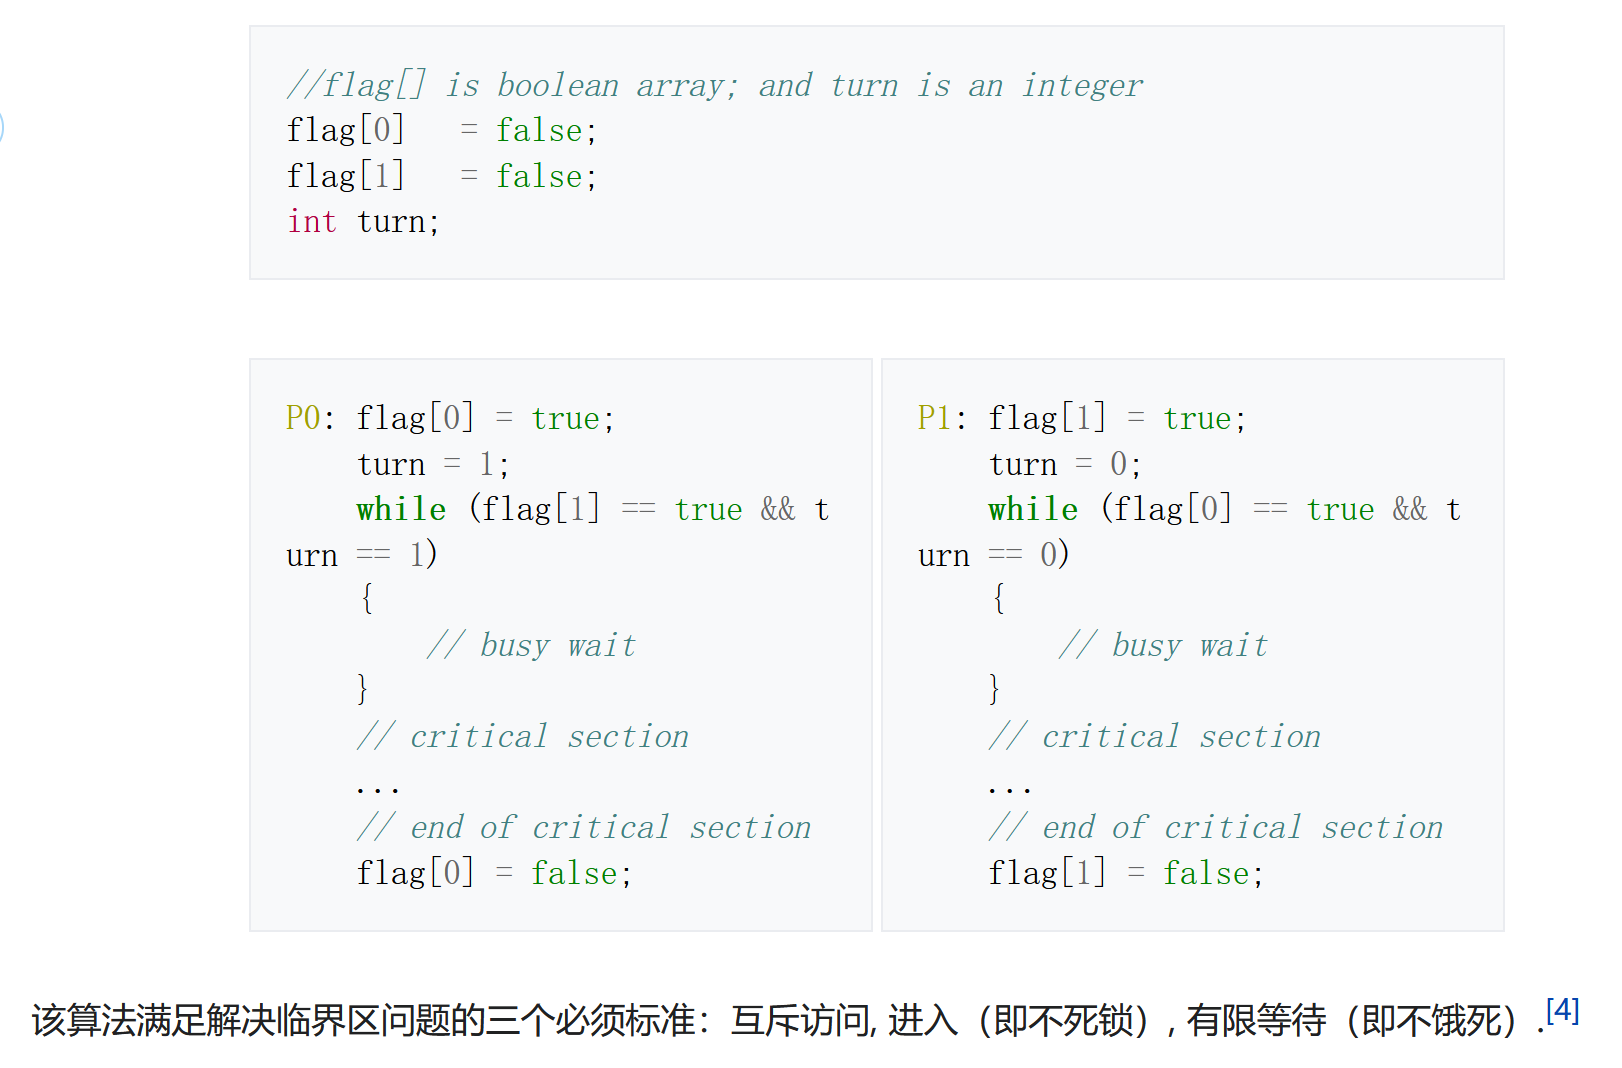 //flag[] is boolean array; and turn is an integer
flag[0]   = false;
flag[1]   = false;
int turn;
P0: flag[0] = true;
    turn = 1;
    while (flag[1] == true && t
urn == 1)
    {
        // busy wait
    }
    // critical section
    ...
    // end of critical section
    flag[0] = false;
P1: flag[1] = true;
    turn = 0;
    while (flag[0] == true && t
urn == 0)
    {
        // busy wait
    }
    // critical section
    ...
    // end of critical section
    flag[1] = false;
该算法满足解决临界区问题的三个必须标准：互斥访问, 进入（即不死锁）, 有限等待（即不饿死）.[4]